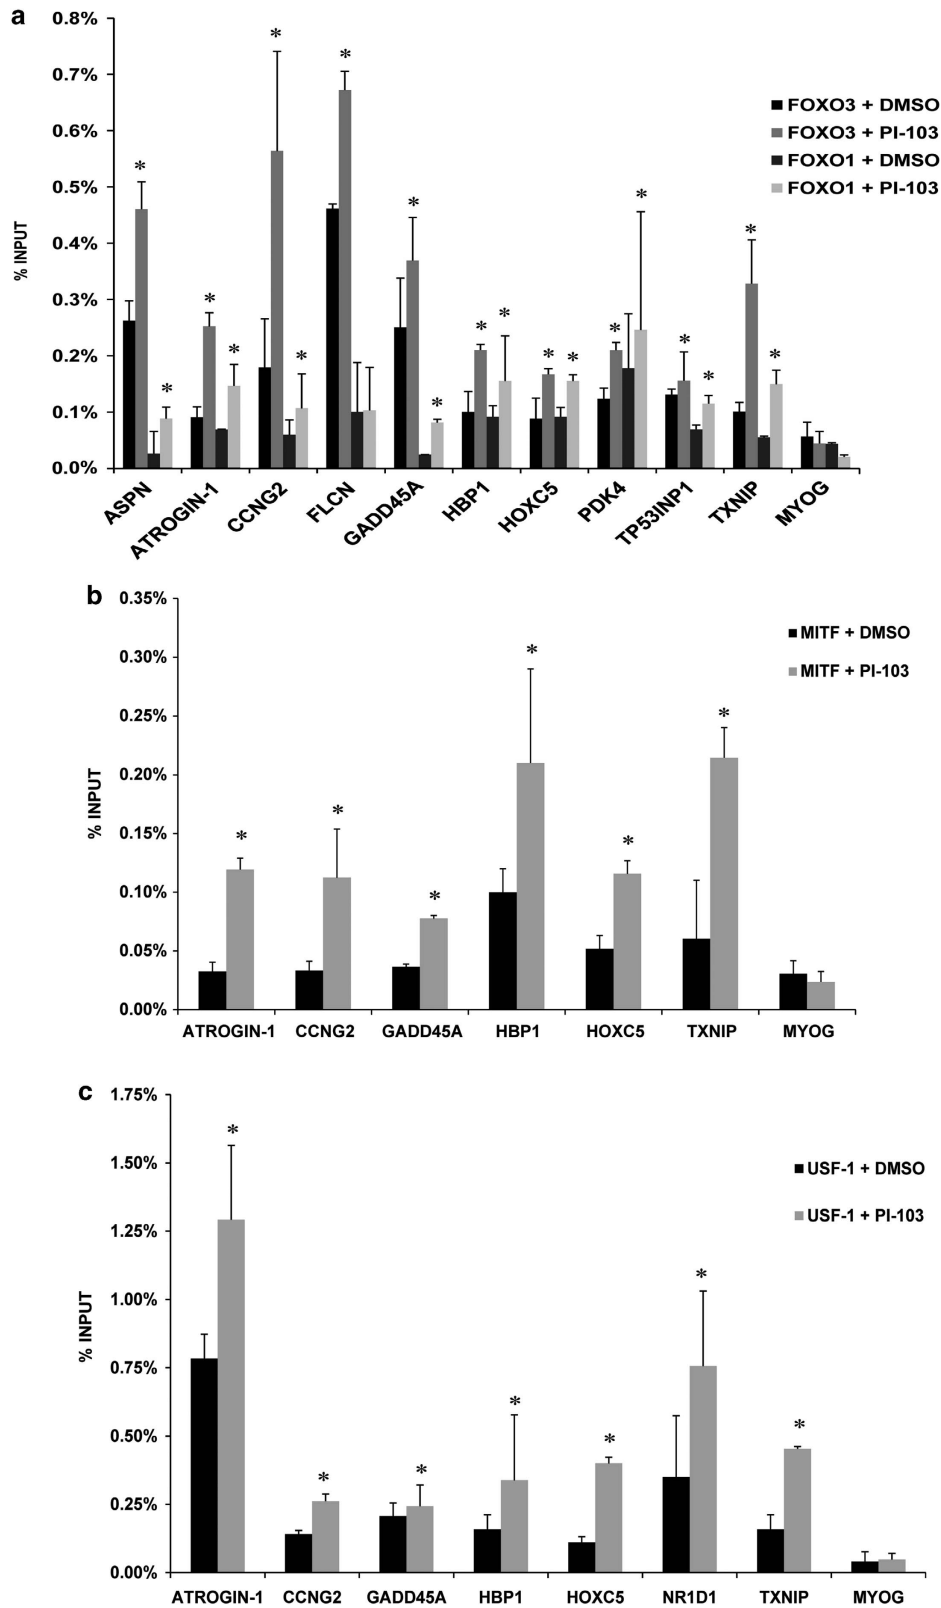 a
0.8%
0.7%
0.6%
0.5%
0.4%
0.3%
0.2%
0.1%
0.0%
% INPUT
* * * * * * * * * * * * * * * * * * *
FOXO3 + DMSO
FOXO3 + PI-103
FOXO1 + DMSO
FOXO1 + PI-103
ASPN
ATROGIN-1
CCNG2
FLCN
GADD45A
HBP1
HOXC5
PDK4
TP53INP1
TXNIP
MYOG
b
0.35%
0.30%
0.25%
0.20%
0.15%
0.10%
0.05%
0.00%
% INPUT
* * * * * *
MITF + DMSO
MITF + PI-103
ATROGIN-1 CCNG2 GADD45A HBP1 HOXC5 TXNIP MYOG
c
1.75%
1.50%
1.25%
1.00%
0.75%
0.50%
0.25%
0.00%
% INPUT
* * * * * * *
USF-1 + DMSO
USF-1 + PI-103
ATROGIN-1 CCNG2 GADD45A HBP1 HOXC5 NR1D1 TXNIP MYOG